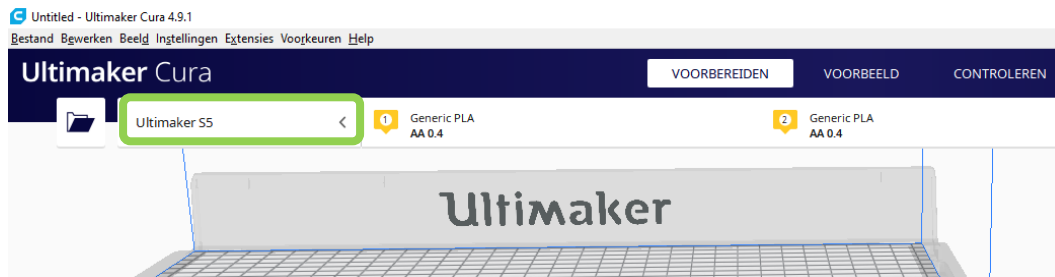 Untitled - Ultimaker Cura 4.9.1
Bestand Bewerken Beeld Instellingen Extensies Voorkeuren Help
Ultimaker Cura VOORBEREIDEN VOORBEELD CONTROLEREN
Ultimaker S5
1 Generic PLA
AA 0.4
2 Generic PLA
AA 0.4
Ultimaker